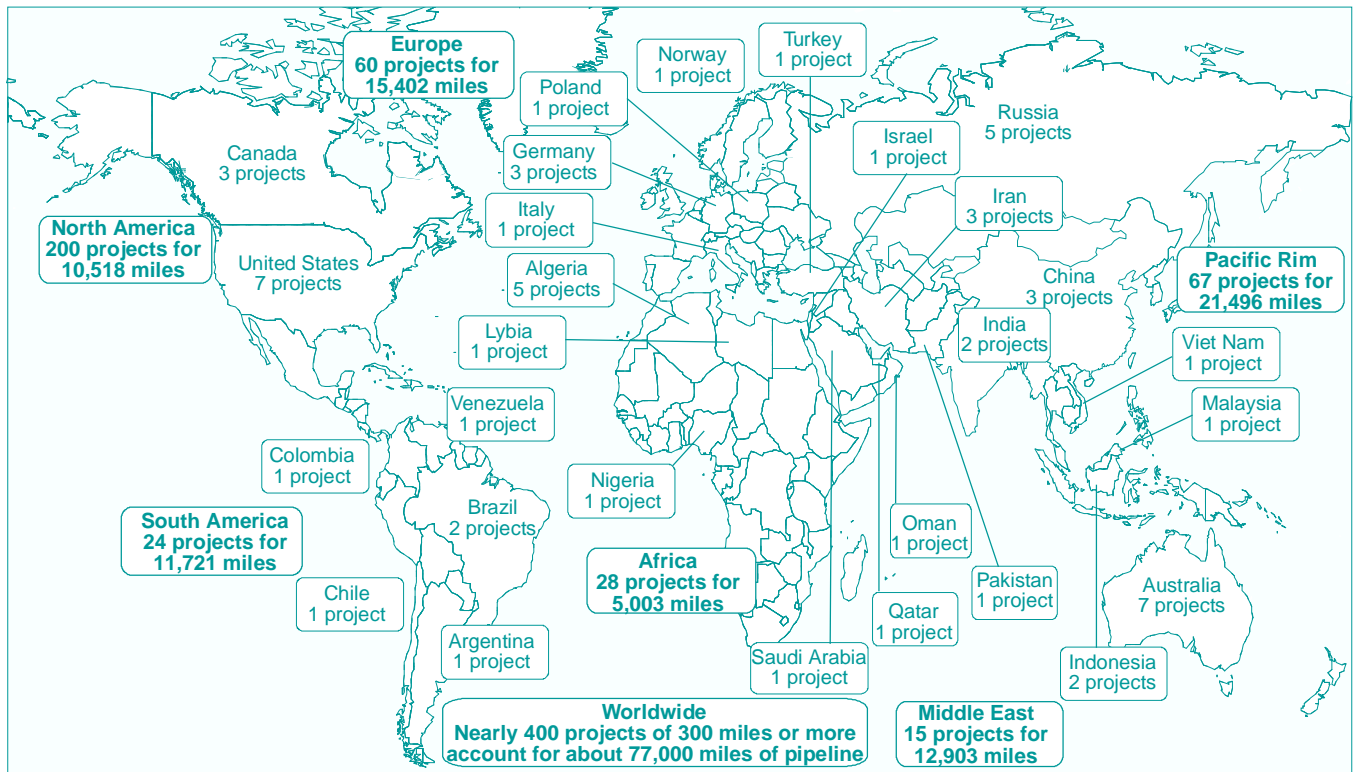 Europe
60 projects for
15,402 miles
Norway
1 project
Turkey
1 project
Poland
1 project
Russia
5 projects
Israel
1 project
Canada
3 projects
Germany
3 projects
Iran
3 projects
Italy
1 project
North America
200 projects for
10,518 miles
United States
7 projects
Algeria
5 projects
China
3 projects
Pacific Rim
67 projects for
21,496 miles
Lybia
1 project
India
2 projects
Viet Nam
1 project
Venezuela
1 project
Malaysia
1 project
Colombia
1 project
Nigeria
1 project
Brazil
2 projects
South America
24 projects for
11,721 miles
Oman
1 project
Africa
28 projects for
5,003 miles
Pakistan
1 project
Australia
7 projects
Chile
1 project
Qatar
1 project
Argentina
1 project
Saudi Arabia
1 project
Indonesia
2 projects
Worldwide
Nearly 400 projects of 300 miles or more
account for about 77,000 miles of pipeline
Middle East
15 projects for
12,903 miles